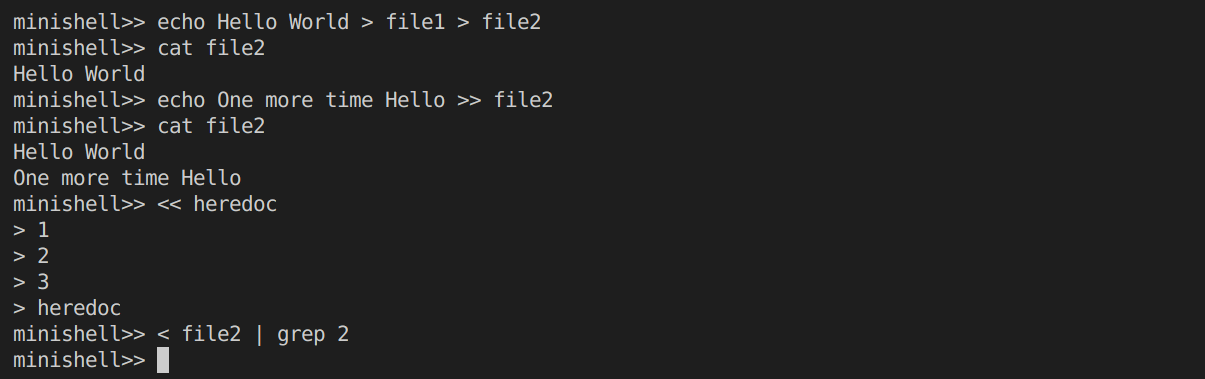 minishell>> echo Hello World > file1 > file2
minishell>> cat file2
Hello World
minishell>> echo One more time Hello >> file2
minishell>> cat file2
Hello World
One more time Hello
minishell>> << heredoc
> 1
> 2
> 3
> heredoc
minishell>> < file2 | grep 2
minishell>>